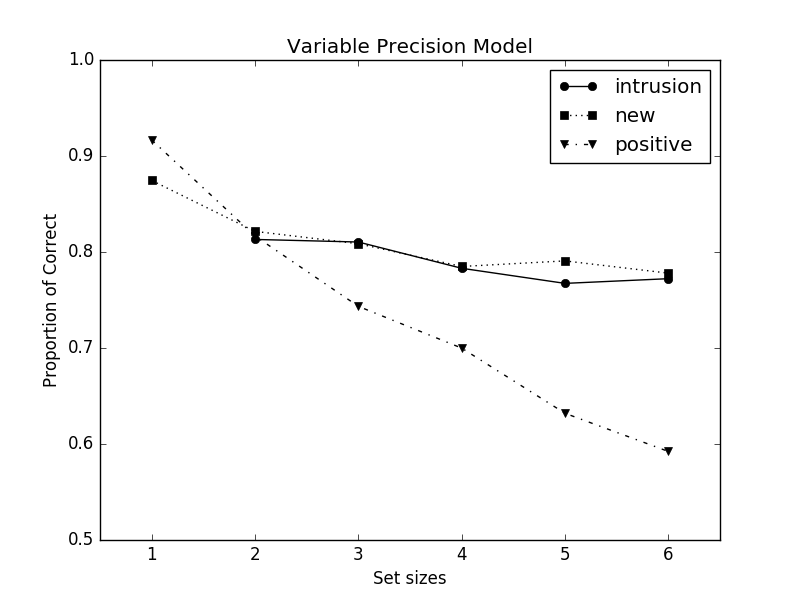 Variable Precision Model
intrusion
new
positive
1.0
0.9
0.8
0.7
0.6
0.5
Proportion of Correct
1 2 3 4 5 6
Set sizes